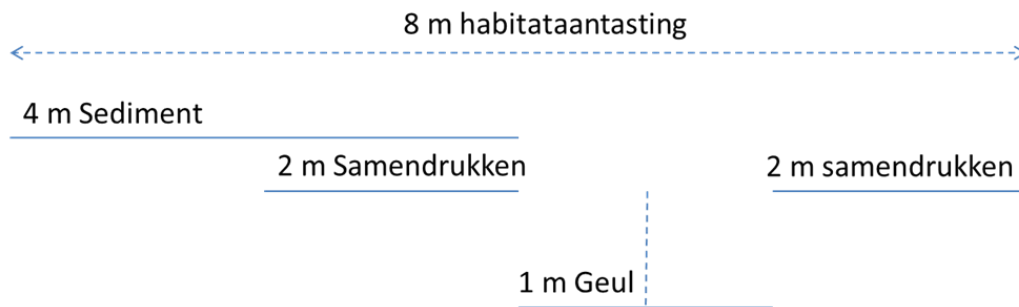 8 m habitataantasting
4 m Sediment
2 m Samendrukken
2 m samendrukken
1 m Geul